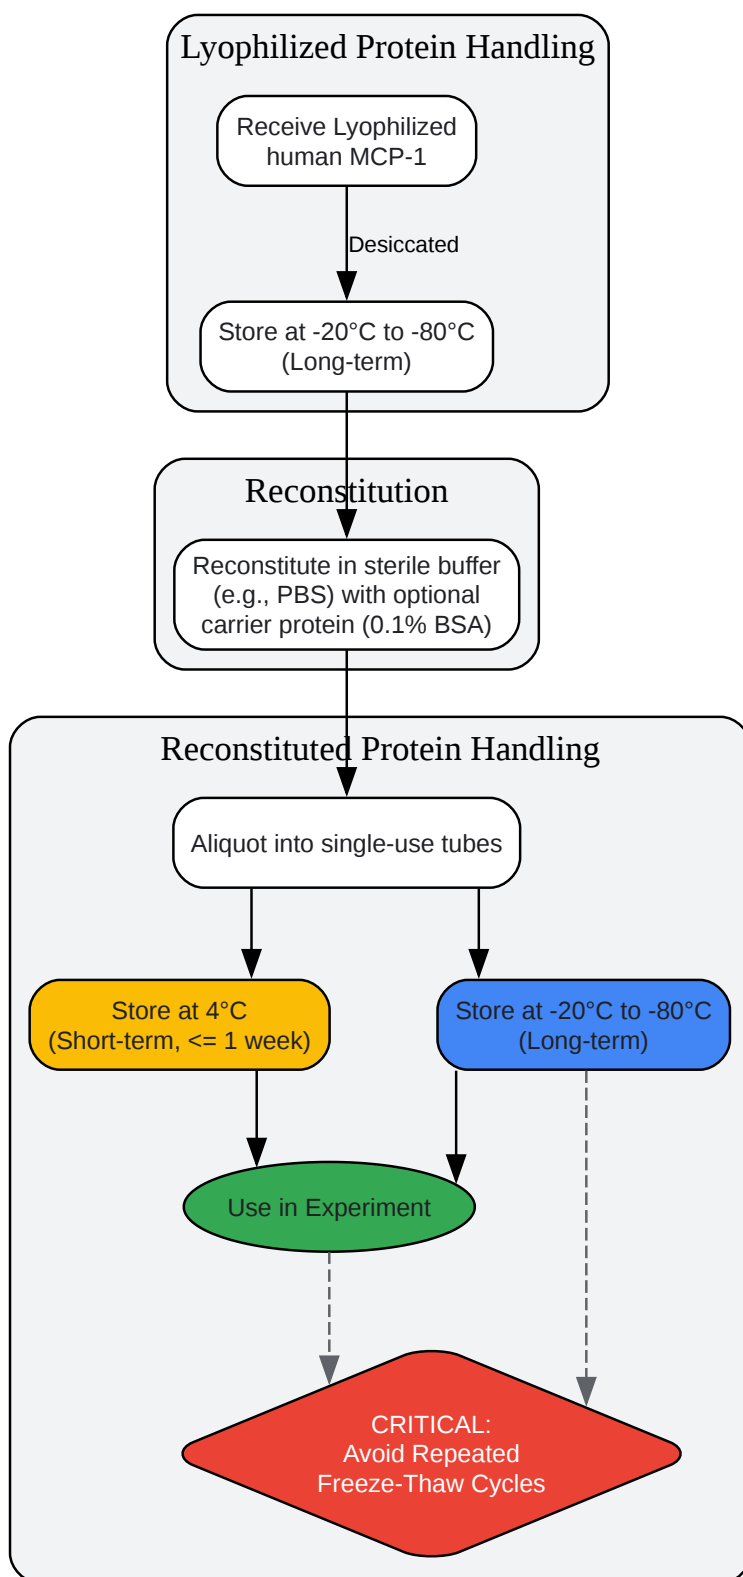 Lyophilized Protein Handling
Receive Lyophilized
human MCP-1
Desiccated
Store at -20°C to -80°C
(Long-term)
Reconstitution
Reconstitute in sterile buffer
(e.g., PBS) with optional
carrier protein (0.1% BSA)
Reconstituted Protein Handling
Aliquot into single-use tubes
Store at 4°C
(Short-term, <= 1 week)
Store at -20°C to -80°C
(Long-term)
Use in Experiment
CRITICAL:
Avoid Repeated
Freeze-Thaw Cycles